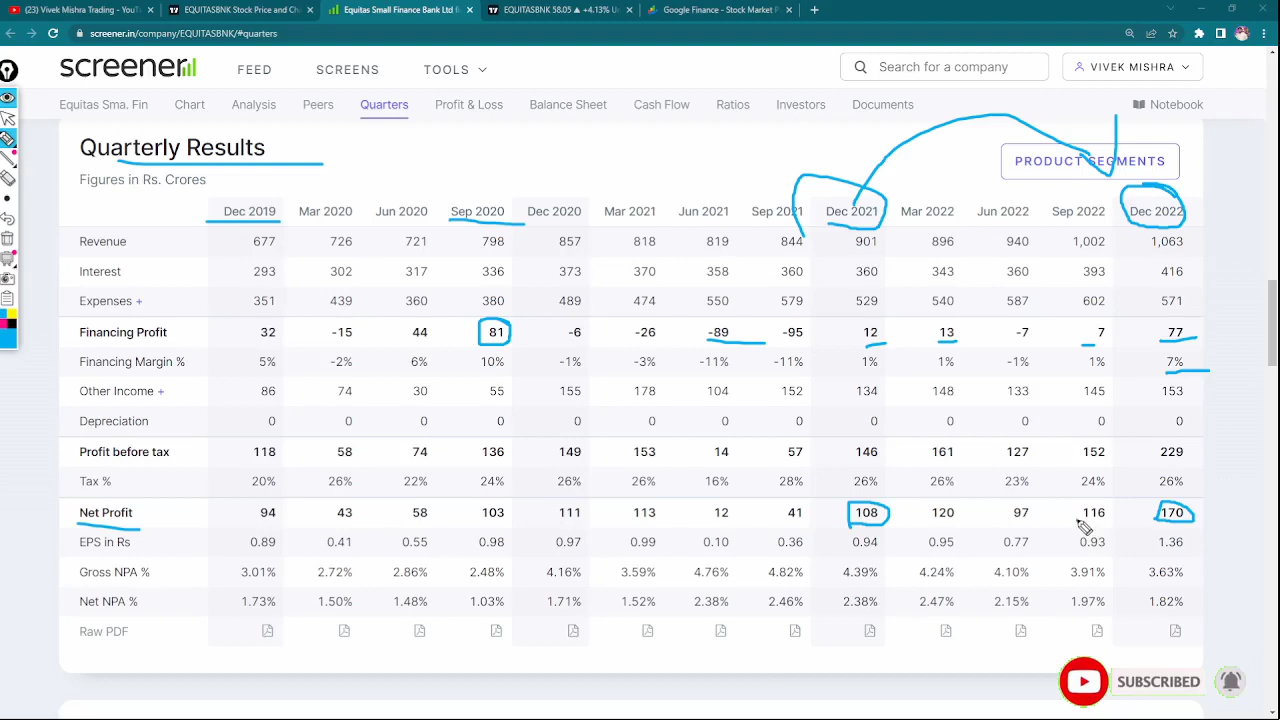 (23) Vivek Mishra Trading - YouT
EQUITASBNK Stock Price and Ch
Equitas Small Finance Bank Ltd f
EQUITASBNK 58.05 ▲ +4.13% U
Google Finance - Stock Market P
screener.in/company/EQUITASBNK/#quarters
screener
FEED SCREENS TOOLS
Search for a company
VIVEK MISHRA
Equitas Sma. Fin Chart Analysis Peers Quarters Profit & Loss Balance Sheet Cash Flow Ratios Investors Documents Notebook
Quarterly Results
PRODUCT SEGMENTS
Figures in Rs. Crores
Dec 2019 Mar 2020 Jun 2020 Sep 2020 Dec 2020 Mar 2021 Jun 2021 Sep 2021 Dec 2021 Mar 2022 Jun 2022 Sep 2022 Dec 2022
Revenue 677 726 721 798 857 818 819 844 901 896 940 1,002 1,063
Interest 293 302 317 336 373 370 358 360 360 343 360 393 416
Expenses + 351 439 360 380 489 474 550 579 529 540 587 602 571
Financing Profit 32 -15 44 81 -6 -26 -89 -95 12 13 -7 7 77
Financing Margin % 5% -2% 6% 10% -1% -3% -11% -11% 1% 1% -1% 1% 7%
Other Income + 86 74 30 55 155 178 104 152 134 148 133 145 153
Depreciation 0 0 0 0 0 0 0 0 0 0 0 0 0
Profit before tax 118 58 74 136 149 153 14 57 146 161 127 152 229
Tax % 20% 26% 22% 24% 26% 26% 16% 28% 26% 26% 23% 24% 26%
Net Profit 94 43 58 103 111 113 12 41 108 120 97 116 170
EPS in Rs 0.89 0.41 0.55 0.98 0.97 0.99 0.10 0.36 0.94 0.95 0.77 0.93 1.36
Gross NPA % 3.01% 2.72% 2.86% 2.48% 4.16% 3.59% 4.76% 4.82% 4.39% 4.24% 4.10% 3.91% 3.63%
Net NPA % 1.73% 1.50% 1.48% 1.03% 1.71% 1.52% 2.38% 2.46% 2.38% 2.47% 2.15% 1.97% 1.82%
Raw PDF
SUBSCRIBED